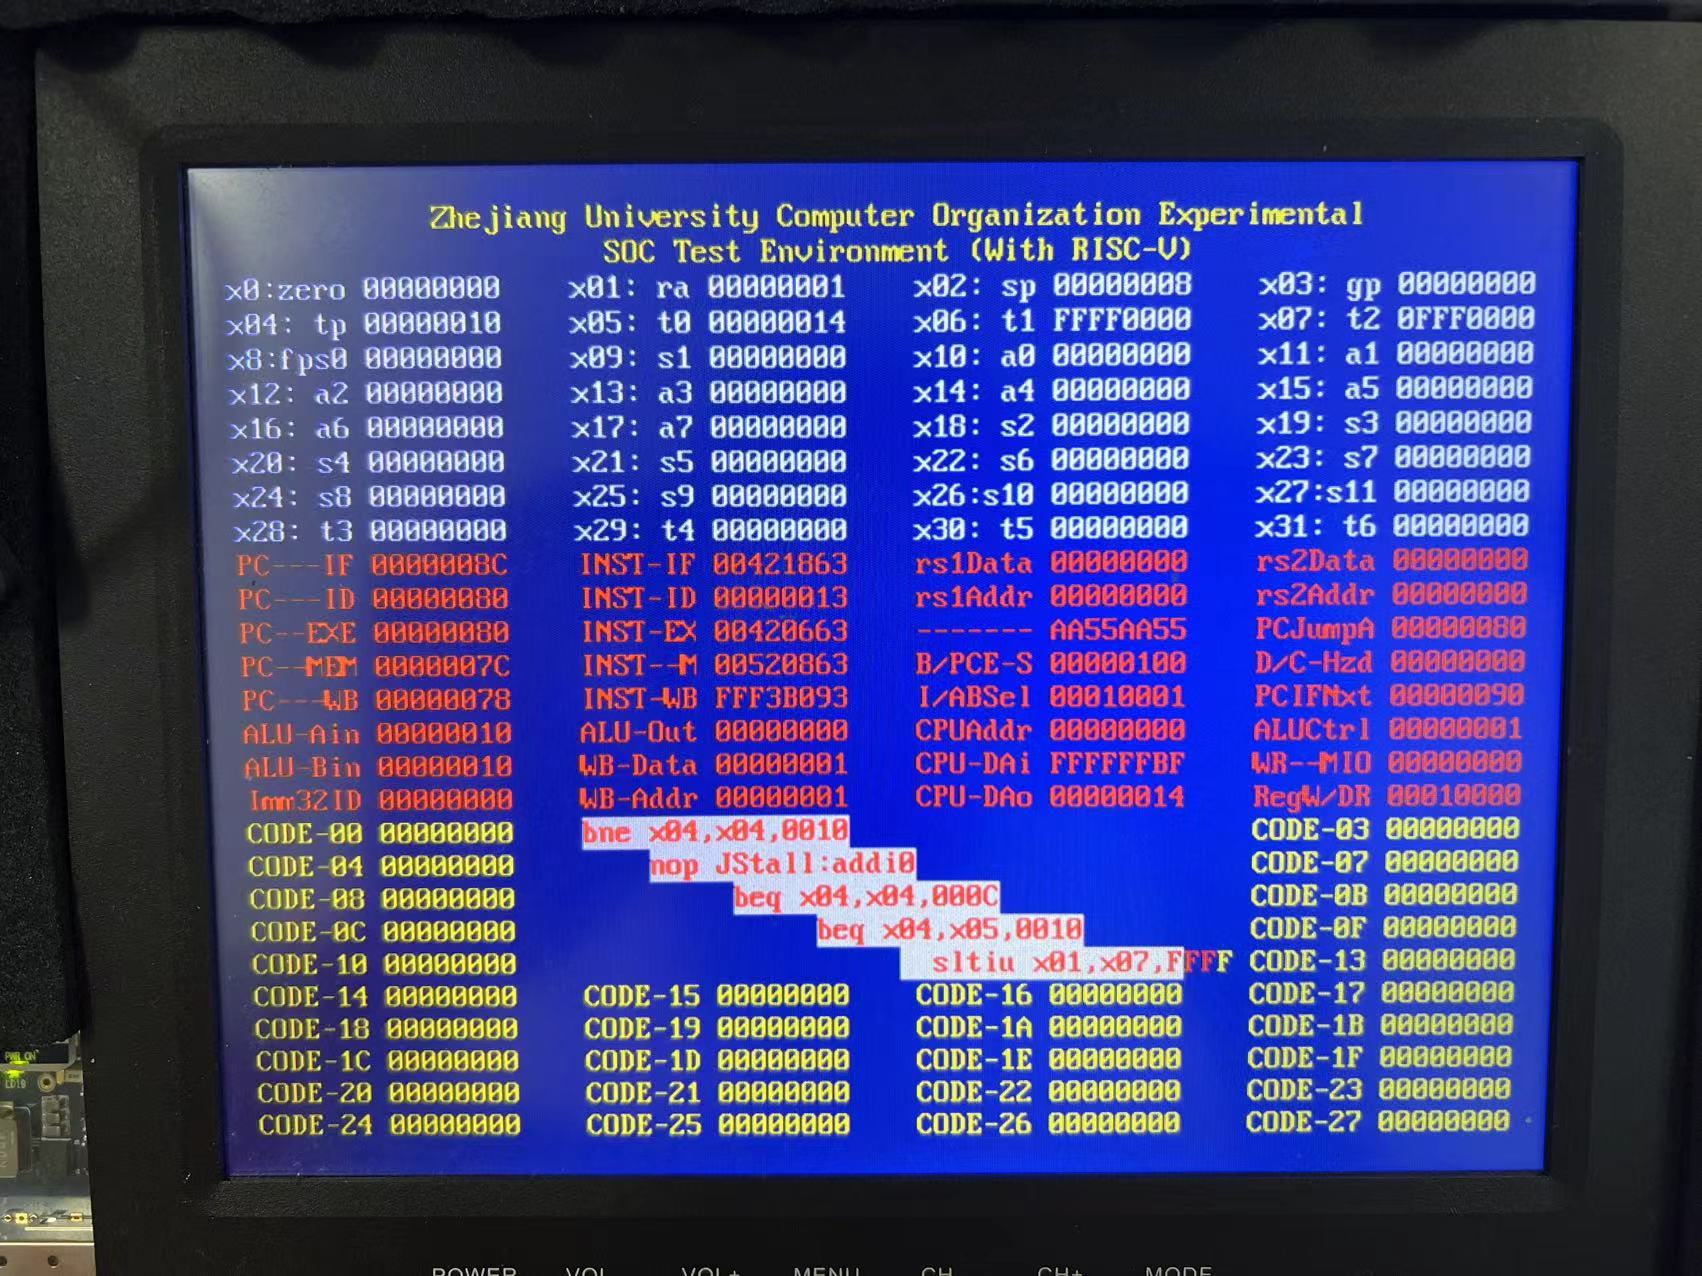 Zhejiang University Computer Organization Experimental
SOC Test Environment (With RISC-V)
x0:zero 00000000 x01: ra 00000001 x02: sp 00000008 x03: gp 00000000
x04: tp 00000010 x05: t0 00000014 x06: t1 FFFF0000 x07: t2 0FFF0000
x8:fps0 00000000 x09: s1 00000000 x10: a0 00000000 x11: a1 00000000
x12: a2 00000000 x13: a3 00000000 x14: a4 00000000 x15: a5 00000000
x16: a6 00000000 x17: a7 00000000 x18: s2 00000000 x19: s3 00000000
x20: s4 00000000 x21: s5 00000000 x22: s6 00000000 x23: s7 00000000
x24: s8 00000000 x25: s9 00000000 x26:s10 00000000 x27:s11 00000000
x28: t3 00000000 x29: t4 00000000 x30: t5 00000000 x31: t6 00000000
PC---IF 0000008C INST-IF 00421863 rs1Data 00000000 rs2Data 00000000
PC---ID 00000080 INST-ID 00000013 rs1Addr 00000000 rs2Addr 00000000
PC--EXE 00000080 INST-EX 00420663 ------- AA55AA55 PCJumpA 00000080
PC--MEM 0000007C INST--M 00520863 B/PCE-S 00000100 D/C-Hzd 00000000
PC---WB 00000078 INST-WB FFF3B093 I/ABSel 00010001 PCIFNxt 00000090
ALU-Ain 00000010 ALU-Out 00000000 CPUAddr 00000000 ALUCtrl 00000001
ALU-Bin 00000010 WB-Data 00000001 CPU-DAi FFFFFFBF WR--MIO 00000000
Imm32ID 00000000 WB-Addr 00000001 CPU-DAo 00000014 RegW/DR 00010000
CODE-00 00000000 bne x04,x04,0010 CODE-03 00000000
CODE-04 00000000 nop JStall:addi0 CODE-07 00000000
CODE-08 00000000 beq x04,x04,000C CODE-0B 00000000
CODE-0C 00000000 beq x04,x05,0010 CODE-0F 00000000
CODE-10 00000000 sltiu x01,x07,FFFF CODE-13 00000000
CODE-14 00000000 CODE-15 00000000 CODE-16 00000000 CODE-17 00000000
CODE-18 00000000 CODE-19 00000000 CODE-1A 00000000 CODE-1B 00000000
CODE-1C 00000000 CODE-1D 00000000 CODE-1E 00000000 CODE-1F 00000000
CODE-20 00000000 CODE-21 00000000 CODE-22 00000000 CODE-23 00000000
CODE-24 00000000 CODE-25 00000000 CODE-26 00000000 CODE-27 00000000
PWR ON
LD19
POWER VOL- VOL+ MENU CH- CH+ MODE